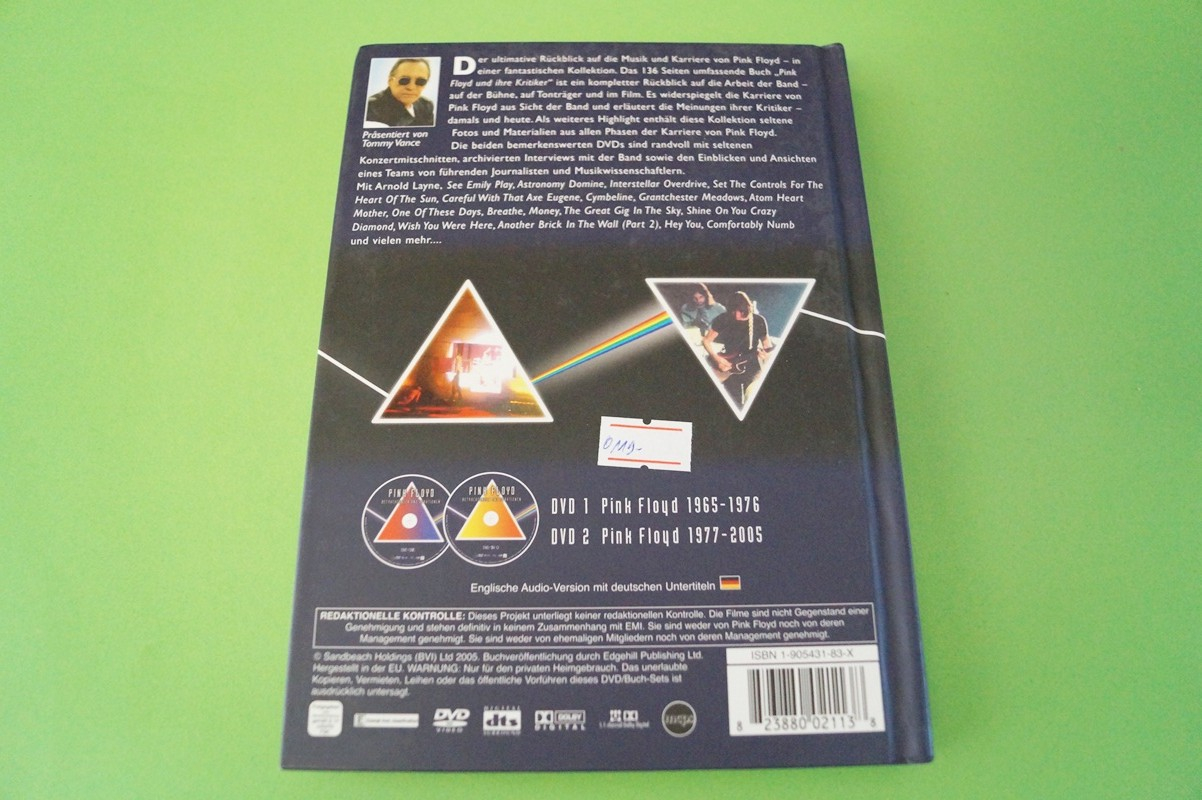 Der ultimative Rückblick auf die Musik und Karriere von Pink Floyd – in
einer fantastischen Kollektion. Das 136 Seiten umfassende Buch „Pink
Floyd und ihre Kritiker“ ist ein kompletter Rückblick auf die Arbeit der Band –
auf der Bühne, auf Tonträger und im Film. Es widerspiegelt die Karriere von
Pink Floyd aus Sicht der Band und erläutert die Meinungen ihrer Kritiker –
damals und heute. Als weiteres Highlight enthält diese Kollektion seltene
Fotos und Materialien aus allen Phasen der Karriere von Pink Floyd.
Die beiden bemerkenswerten DVDs sind randvoll mit seltenen
Präsentiert von
Tommy Vance
Konzertmitschnitten, archivierten Interviews mit der Band sowie den Einblicken und Ansichten
eines Teams von führenden Journalisten und Musikwissenschaftlern.
Mit Arnold Layne, See Emily Play, Astronomy Domine, Interstellar Overdrive, Set The Controls For The
Heart Of The Sun, Careful With That Axe Eugene, Cymbeline, Grantchester Meadows, Atom Heart
Mother, One Of These Days, Breathe, Money, The Great Gig In The Sky, Shine On You Crazy
Diamond, Wish You Were Here, Another Brick In The Wall (Part 2), Hey You, Comfortably Numb
und vielen mehr....
PINK FLOYD
PINK FLOYD
DVD 1 Pink Floyd 1965-1976
DVD 2 Pink Floyd 1977-2005
Englische Audio-Version mit deutschen Untertiteln
REDAKTIONELLE KONTROLLE: Dieses Projekt unterliegt keiner redaktionellen Kontrolle. Die Filme sind nicht Gegenstand einer
Genehmigung und stehen definitiv in keinem Zusammenhang mit EMI. Sie sind weder von Pink Floyd noch von deren
Management genehmigt. Sie sind weder von ehemaligen Mitgliedern noch von deren Management genehmigt.
© Sandbeach Holdings (BVI) Ltd 2005. Buchveröffentlichung durch Edgehill Publishing Ltd.
Hergestellt in der EU. WARNUNG: Nur für den privaten Heimgebrauch. Das unerlaubte
Kopieren, Vermieten, Leihen oder das öffentliche Vorführen dieses DVD/Buch-Sets ist
ausdrücklich untersagt.
ISBN 1-905431-83-X
8 23880 02113 8
DVD VIDEO
DIGITAL dts SURROUND
DOLBY DIGITAL
mcps